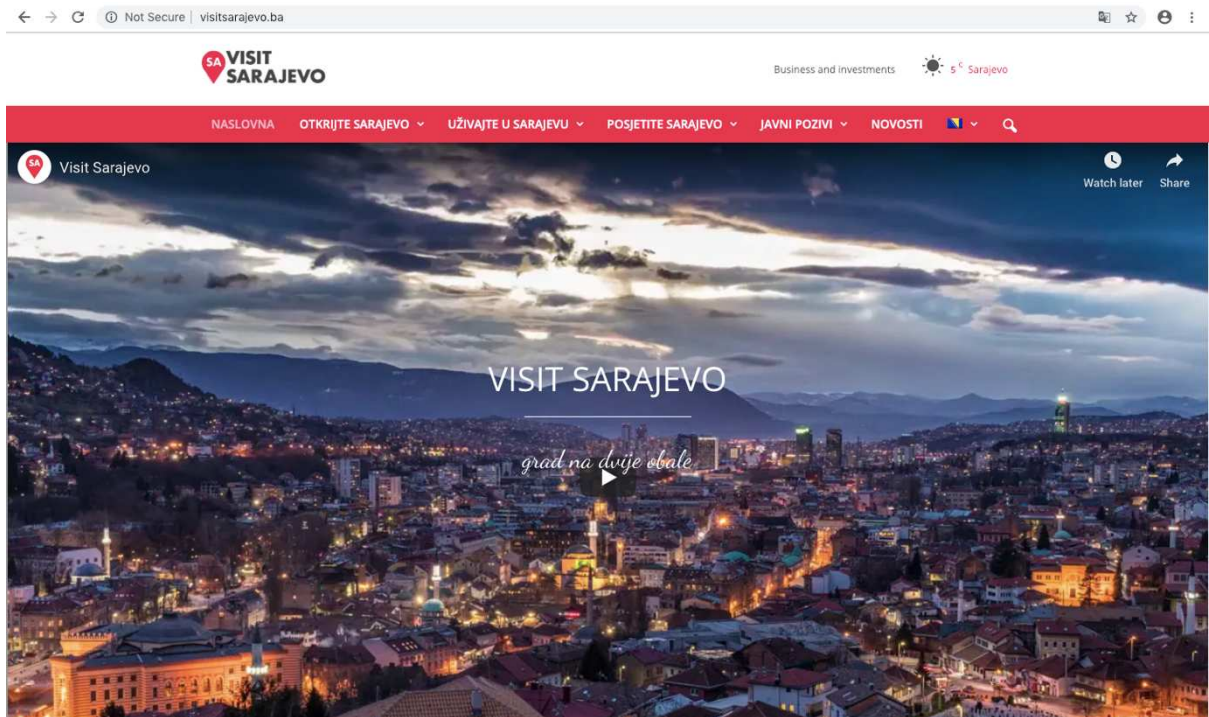 Not Secure | visitsarajevo.ba
SA VISIT
SARAJEVO
Business and investments
5 C Sarajevo
NASLOVNA OTKRIJTE SARAJEVO UŽIVAJTE U SARAJEVU POSJETITE SARAJEVO JAVNI POZIVI NOVOSTI
SA Visit Sarajevo
Watch later Share
VISIT SARAJEVO
grad na dvije obale